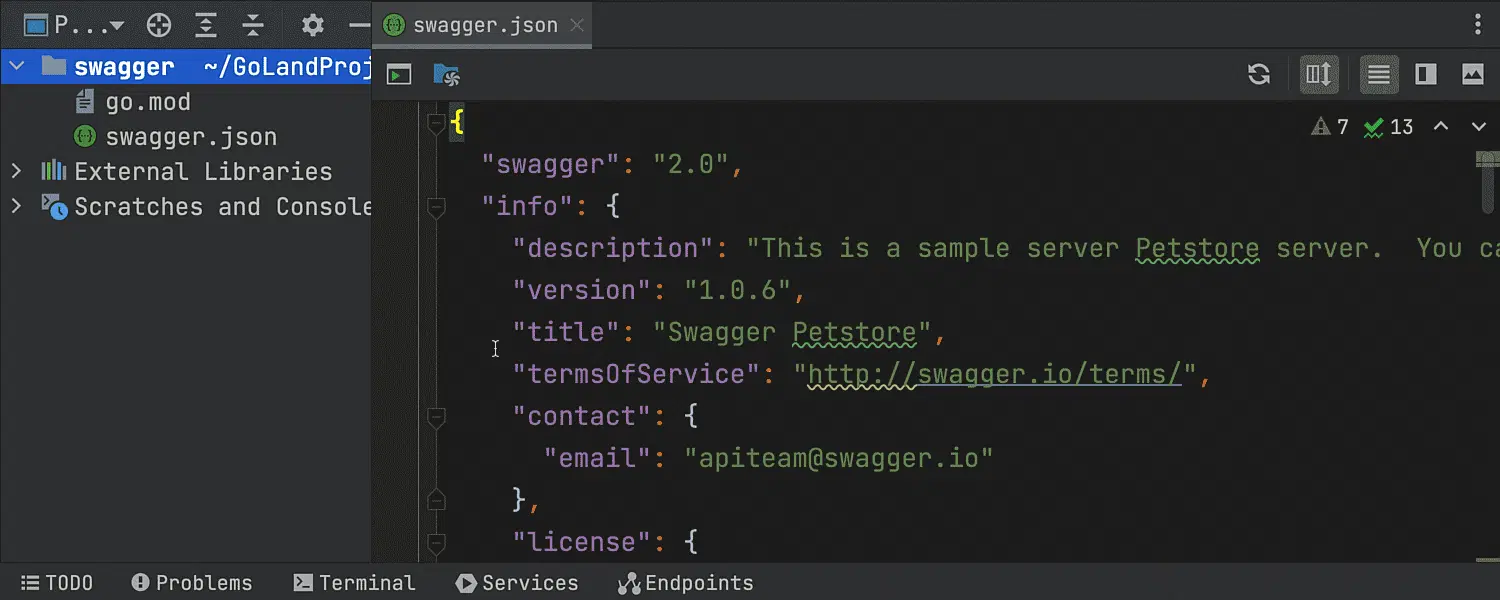 P...
swagger.json
swagger ~/GoLandProj
go.mod
swagger.json
External Libraries
Scratches and Console
7 13
{
"swagger": "2.0",
"info": {
"description": "This is a sample server Petstore server.  You ca
"version": "1.0.6",
"title": "Swagger Petstore",
"termsOfService": "http://swagger.io/terms/",
"contact": {
"email": "apiteam@swagger.io"
},
"license": {
TODO Problems Terminal Services Endpoints